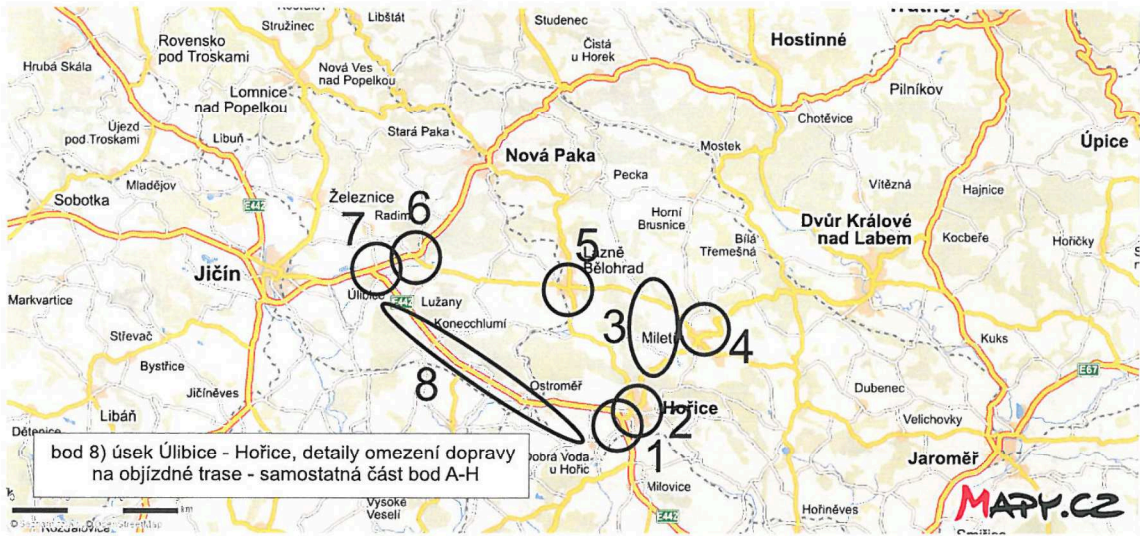 Libštát
Studenec
Stružinec
Rovensko
pod Troskami
Čistá
u Horek
Hostinné
Hrubá Skála
Nová Ves
nad Popelkou
Lomnice
nad Popelkou
Pilníkov
Chotěvice
Újezd
pod Troskami
Libuň
Stará Paka
Mostek
Úpice
Nová Paka
Mladějov
Pecka
Vítězná
Hajnice
Sobotka
Železnice
E442
Radim
Horní
Brusnice
Dvůr Králové
nad Labem
Kocbeře
Hořičky
7
6
5
Bílá
Třemešná
Lázně
Bělohrad
Jičín
Markvartice
Úlibice
E442
Lužany
Konecchlumí
3
Miletí
4
Kuks
Střevač
Bystřice
8
E67
Jičíněves
Ostroměř
Dubenec
Libáň
Hořice
2
Velichovky
Dětenice
1
Jaroměř
bod 8) úsek Úlibice - Hořice, detaily omezení dopravy
na objízdné trase - samostatná část bod A-H
Dobrá Voda
u Hořic
Milovice
Vysoké
Veselí
Hořiněves
E442
km
MAPY.CZ